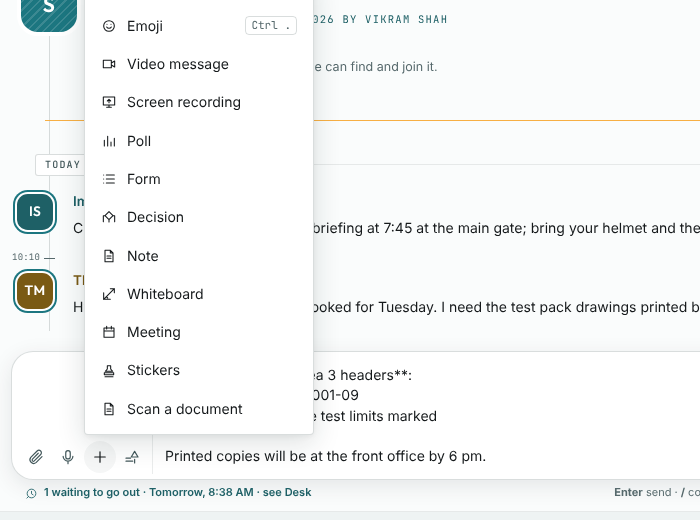 S
Emoji Ctrl .
026 BY VIKRAM SHAH
Video message
e can find and join it.
Screen recording
Poll
TODAY
Form
IS
Decision
briefing at 7:45 at the main gate; bring your helmet and the
10:10
Note
TM
Whiteboard
ooked for Tuesday. I need the test pack drawings printed b
Meeting
Stickers
ea 3 headers**:
001-09
Scan a document
e test limits marked
Printed copies will be at the front office by 6 pm.
1 waiting to go out · Tomorrow, 8:38 AM · see Desk
Enter send · / co